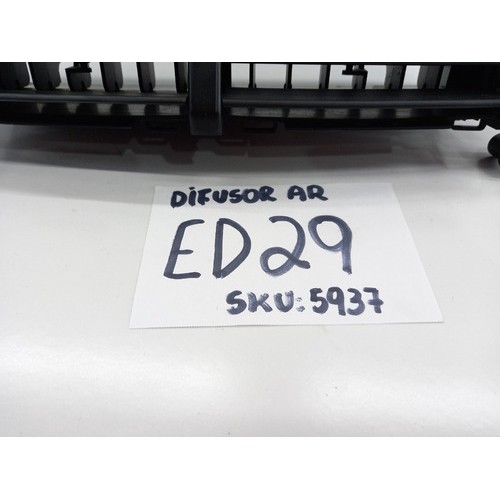 DiFUSOR AR
ED29
SKU: 5937